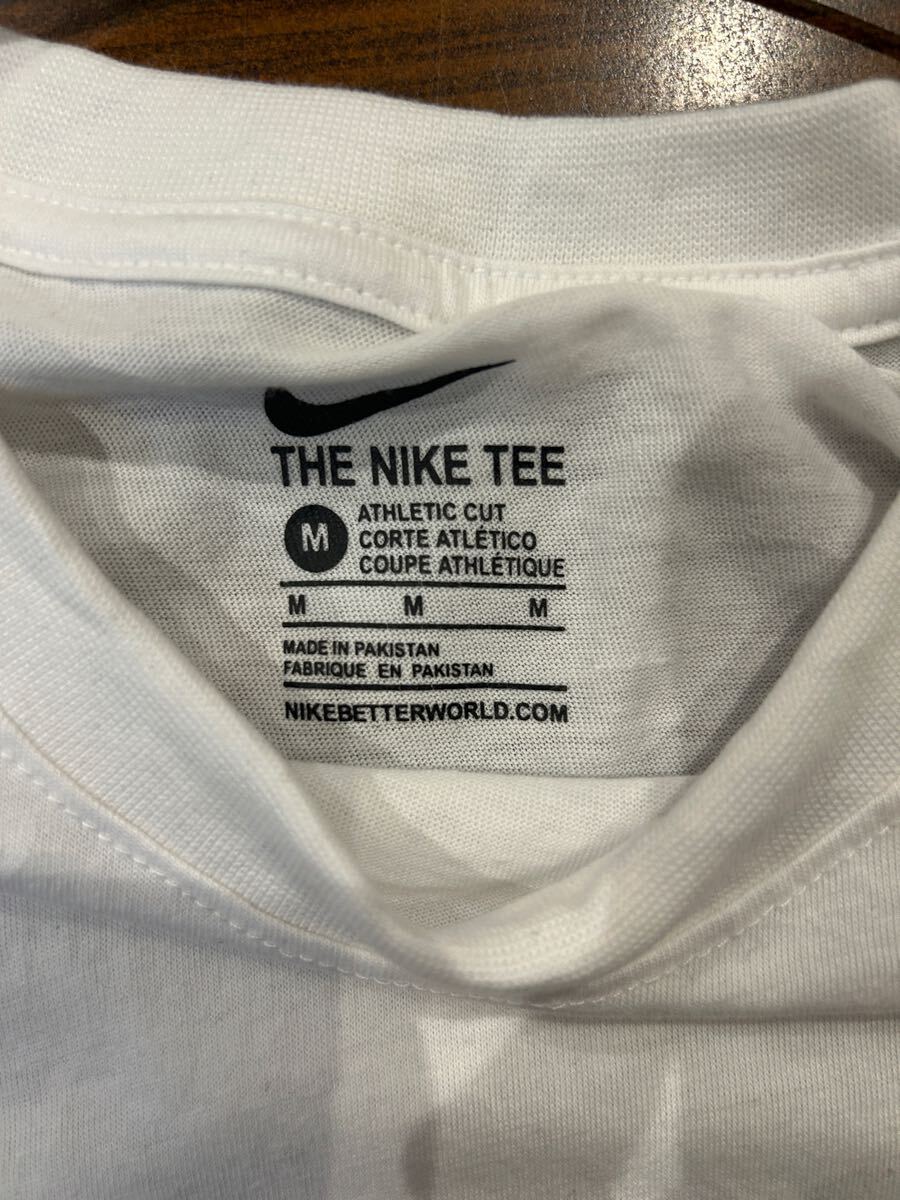 THE NIKE TEE
M
ATHLETIC CUT
CORTE ATLÉTICO
COUPE ATHLÉTIQUE
M M M
MADE IN PAKISTAN
FABRIQUE EN PAKISTAN
NIKEBETTERWORLD.COM